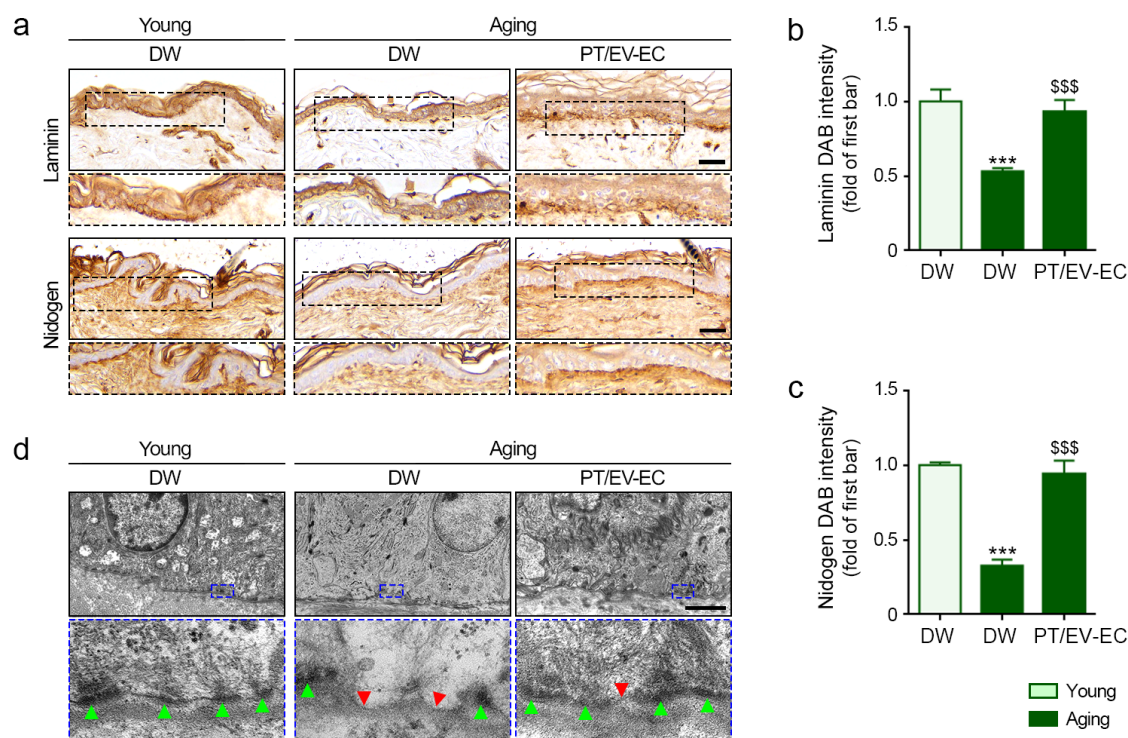 a
Young
Aging
DW
DW
PT/EV-EC
Laminin
Nidogen
b
Laminin DAB intensity
(fold of first bar)
1.5
1.0
0.5
0
***
$$$
DW
DW
PT/EV-EC
c
Nidogen DAB intensity
(fold of first bar)
1.5
1.0
0.5
0
***
$$$
DW
DW
PT/EV-EC
Young
Aging
d
Young
Aging
DW
DW
PT/EV-EC